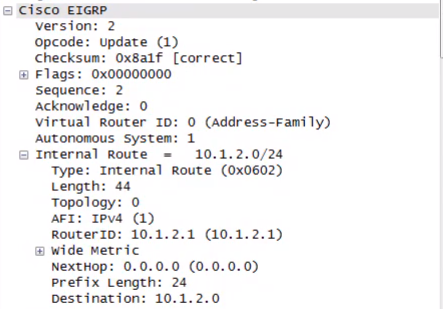 Cisco EIGRP
Version: 2
Opcode: Update (1)
Checksum: 0x8a1f [correct]
Flags: 0x00000000
Sequence: 2
Acknowledge: 0
Virtual Router ID: 0 (Address-Family)
Autonomous System: 1
Internal Route  =   10.1.2.0/24
Type: Internal Route (0x0602)
Length: 44
Topology: 0
AFI: IPv4 (1)
RouterID: 10.1.2.1 (10.1.2.1)
Wide Metric
NextHop: 0.0.0.0 (0.0.0.0)
Prefix Length: 24
Destination: 10.1.2.0